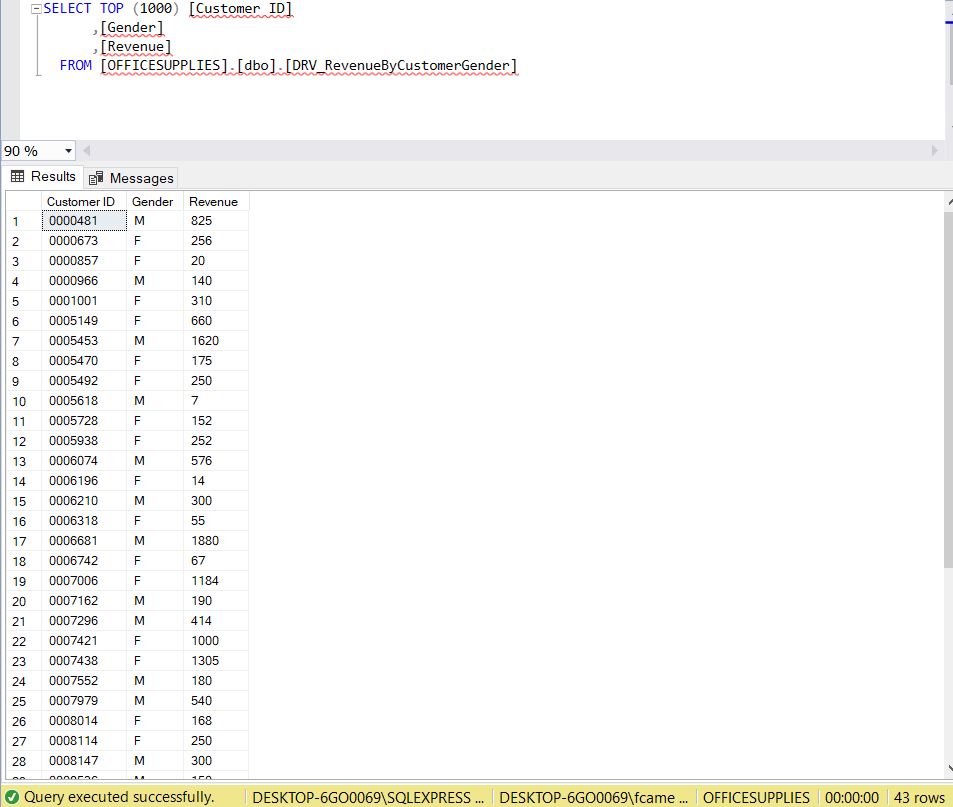 SELECT TOP (1000) [Customer ID]
,[Gender]
,[Revenue]
FROM [OFFICESUPPLIES].[dbo].[DRV_RevenueByCustomerGender]
90 %
Results Messages
Customer ID Gender Revenue
1 0000481 M 825
2 0000673 F 256
3 0000857 F 20
4 0000966 M 140
5 0001001 F 310
6 0005149 F 660
7 0005453 M 1620
8 0005470 F 175
9 0005492 F 250
10 0005618 M 7
11 0005728 F 152
12 0005938 F 252
13 0006074 M 576
14 0006196 F 14
15 0006210 M 300
16 0006318 F 55
17 0006681 M 1880
18 0006742 F 67
19 0007006 F 1184
20 0007162 M 190
21 0007296 M 414
22 0007421 F 1000
23 0007438 F 1305
24 0007552 M 180
25 0007979 M 540
26 0008014 F 168
27 0008114 F 250
28 0008147 M 300
Query executed successfully. DESKTOP-6GO0069\SQLEXPRESS ... DESKTOP-6GO0069\fcame ... OFFICESUPPLIES 00:00:00 43 rows